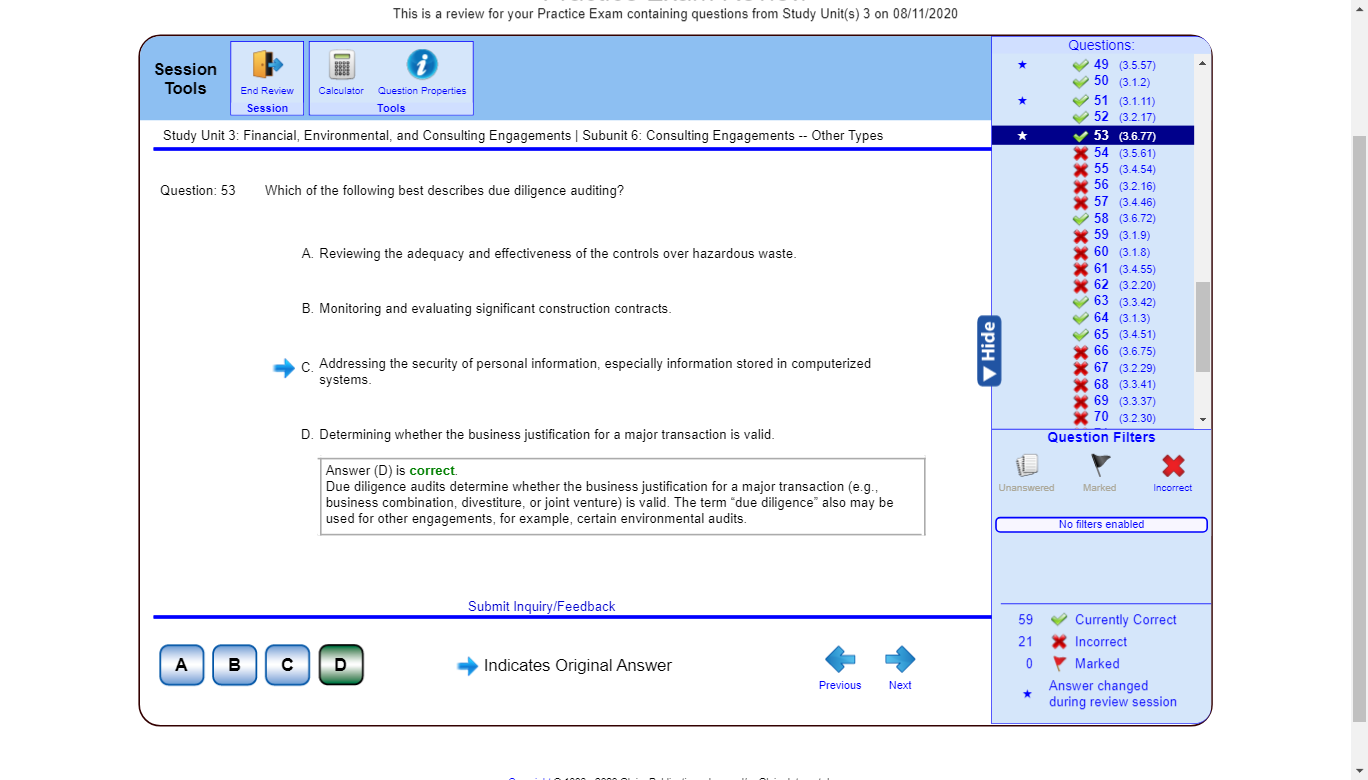 This is a review for your Practice Exam containing questions from Study Unit(s) 3 on 08/11/2020
Session
Tools
End Review
Session
Calculator
Question Properties
Tools
Study Unit 3: Financial, Environmental, and Consulting Engagements | Subunit 6: Consulting Engagements -- Other Types
Question: 53 Which of the following best describes due diligence auditing?
A. Reviewing the adequacy and effectiveness of the controls over hazardous waste.
B. Monitoring and evaluating significant construction contracts.
C. Addressing the security of personal information, especially information stored in computerized
systems.
D. Determining whether the business justification for a major transaction is valid.
Answer (D) is correct.
Due diligence audits determine whether the business justification for a major transaction (e.g.,
business combination, divestiture, or joint venture) is valid. The term “due diligence” also may be
used for other engagements, for example, certain environmental audits.
Submit Inquiry/Feedback
A B C D
Indicates Original Answer
Previous
Next
Hide
Questions:
49 (3.5.57)
50 (3.1.2)
51 (3.1.11)
52 (3.2.17)
53 (3.6.77)
54 (3.5.61)
55 (3.4.54)
56 (3.2.16)
57 (3.4.46)
58 (3.6.72)
59 (3.1.9)
60 (3.1.8)
61 (3.4.55)
62 (3.2.20)
63 (3.3.42)
64 (3.1.3)
65 (3.4.51)
66 (3.6.75)
67 (3.2.29)
68 (3.3.41)
69 (3.3.37)
70 (3.2.30)
Question Filters
Unanswered
Marked
Incorrect
No filters enabled
59 Currently Correct
21 Incorrect
0 Marked
Answer changed
during review session